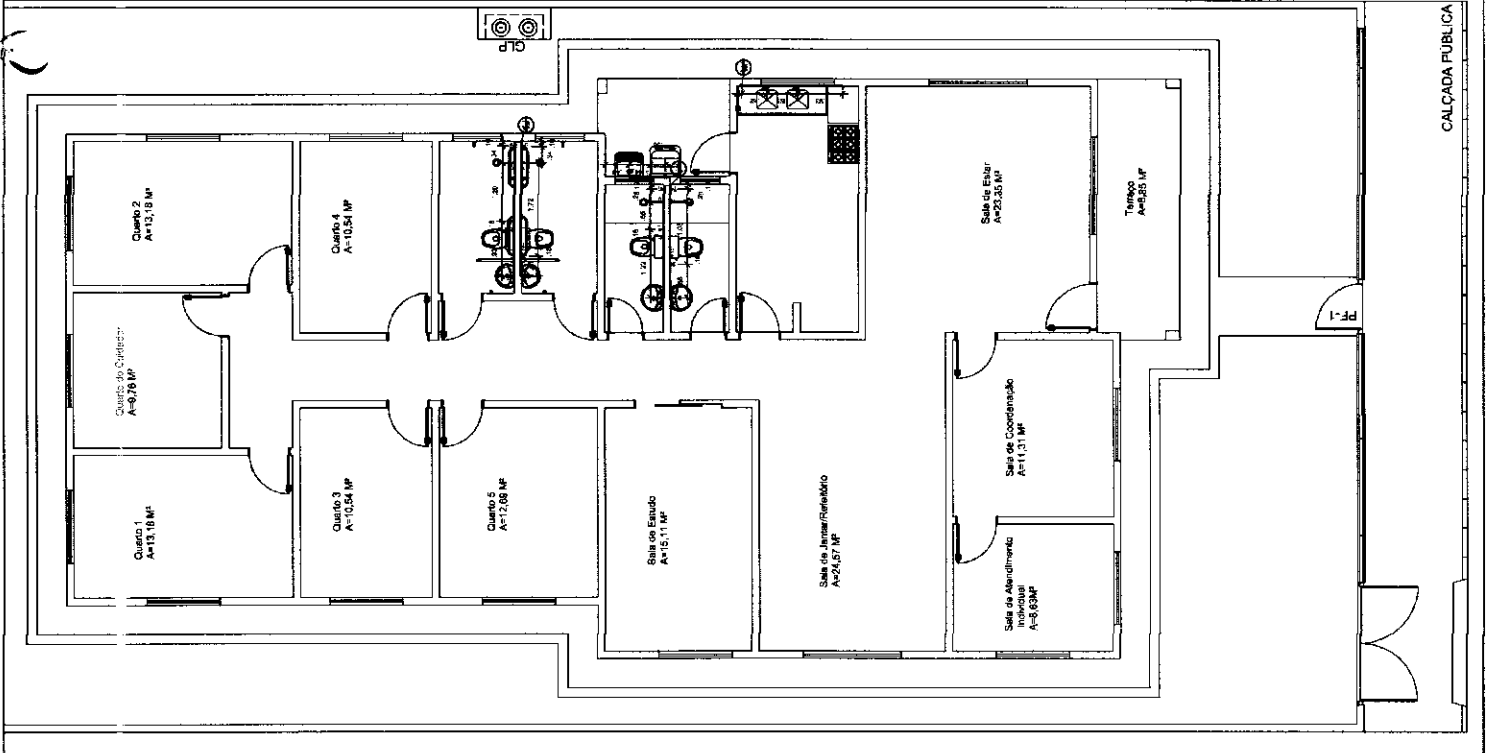 GLP
CALÇADA PÚBLICA
Quarto 2
A=13,18 M²
Quarto 4
A=10,54 M²
Sala de Estar
A=23,35 M²
Terraço
A=8,85 M²
Quarto do Cuidador
A=9,76 M²
PF-1
Quarto 1
A=13,18 M²
Quarto 3
A=10,54 M²
Quarto 5
A=12,69 M²
Sala de Estudo
A=15,11 M²
Sala de Jantar/Refeitório
A=24,57 M²
Sala de Coordenação
A=11,31 M²
Sala de Atendimento
Individual
A=8,63M²